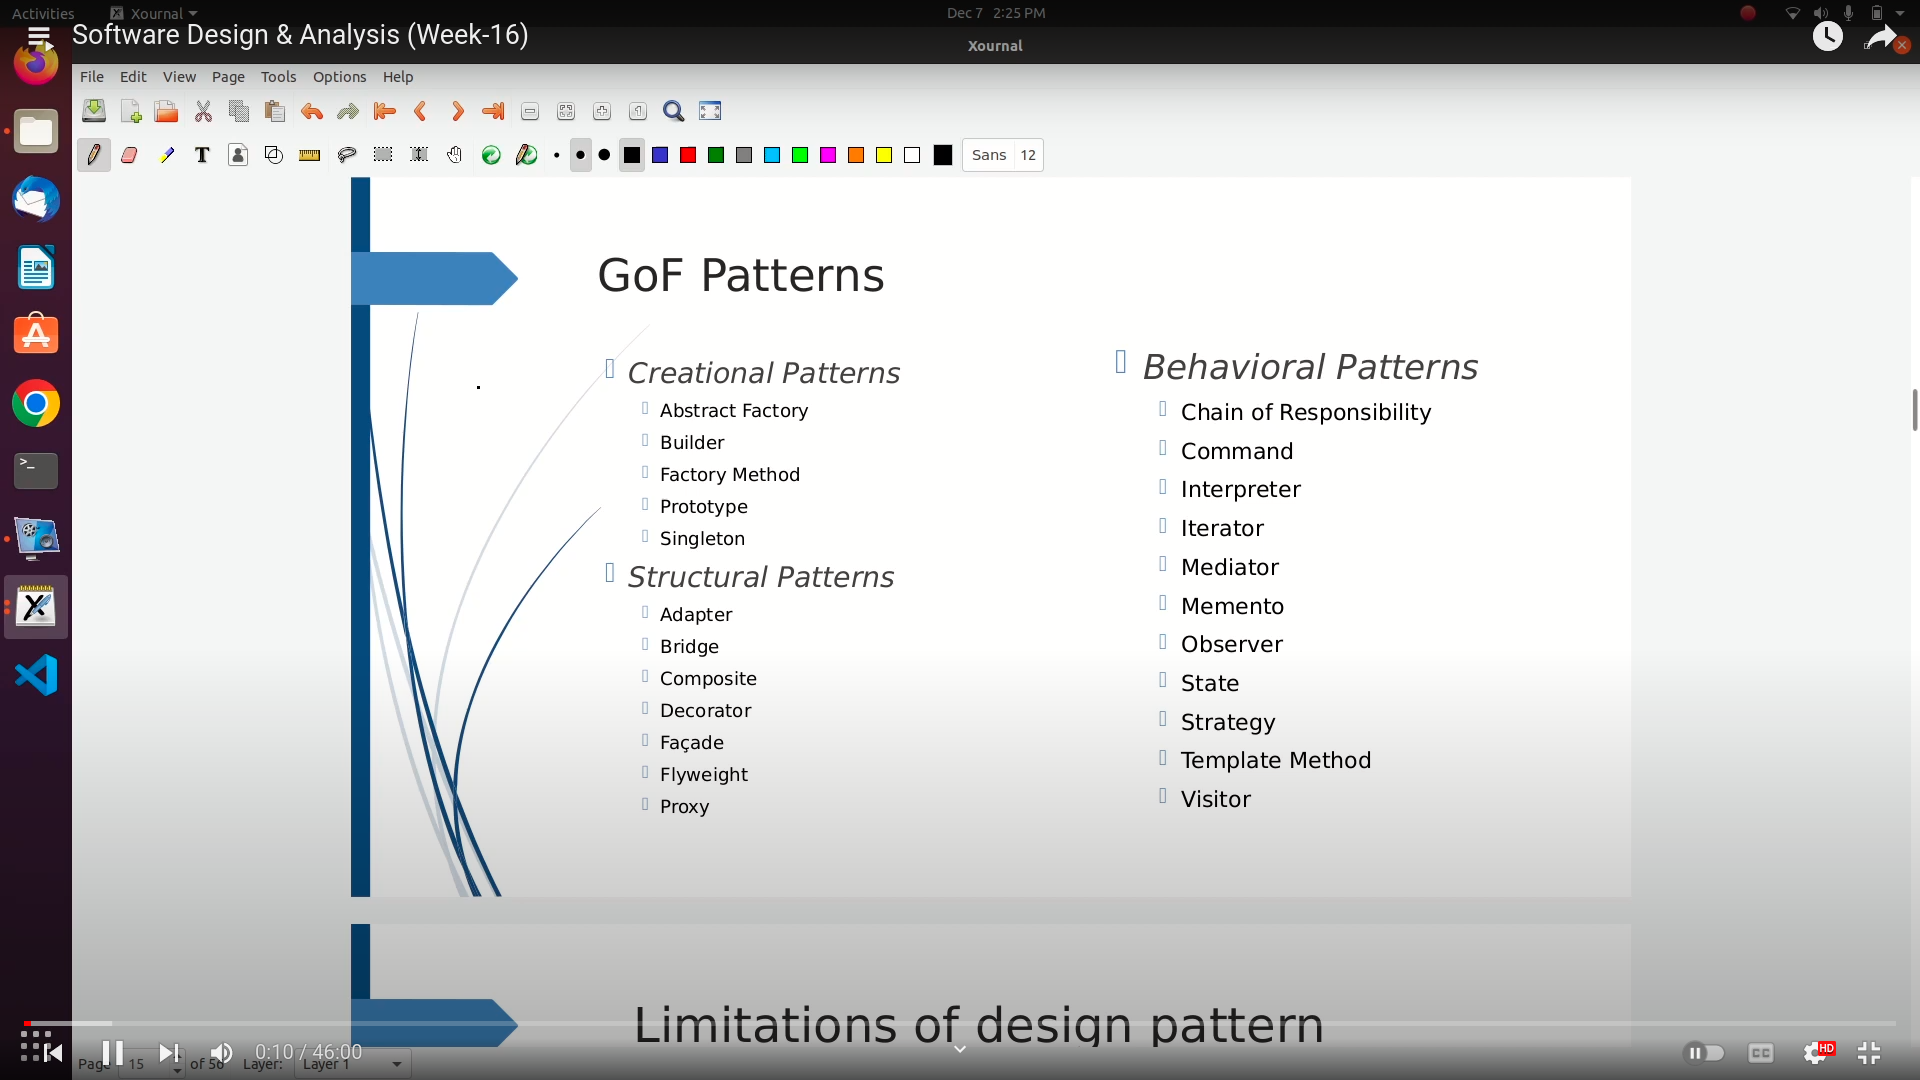 Activities
Xournal
Dec 7 2:25 PM
Software Design & Analysis (Week-16)
Xournal
File Edit View Page Tools Options Help
T
Sans 12
GoF Patterns
Creational Patterns
Abstract Factory
Builder
Factory Method
Prototype
Singleton
Structural Patterns
Adapter
Bridge
Composite
Decorator
Façade
Flyweight
Proxy
Behavioral Patterns
Chain of Responsibility
Command
Interpreter
Iterator
Mediator
Memento
Observer
State
Strategy
Template Method
Visitor
Limitations of design pattern
0:10 / 46:00
CC
HD
Page 15 of 56 Layer: Layer 1